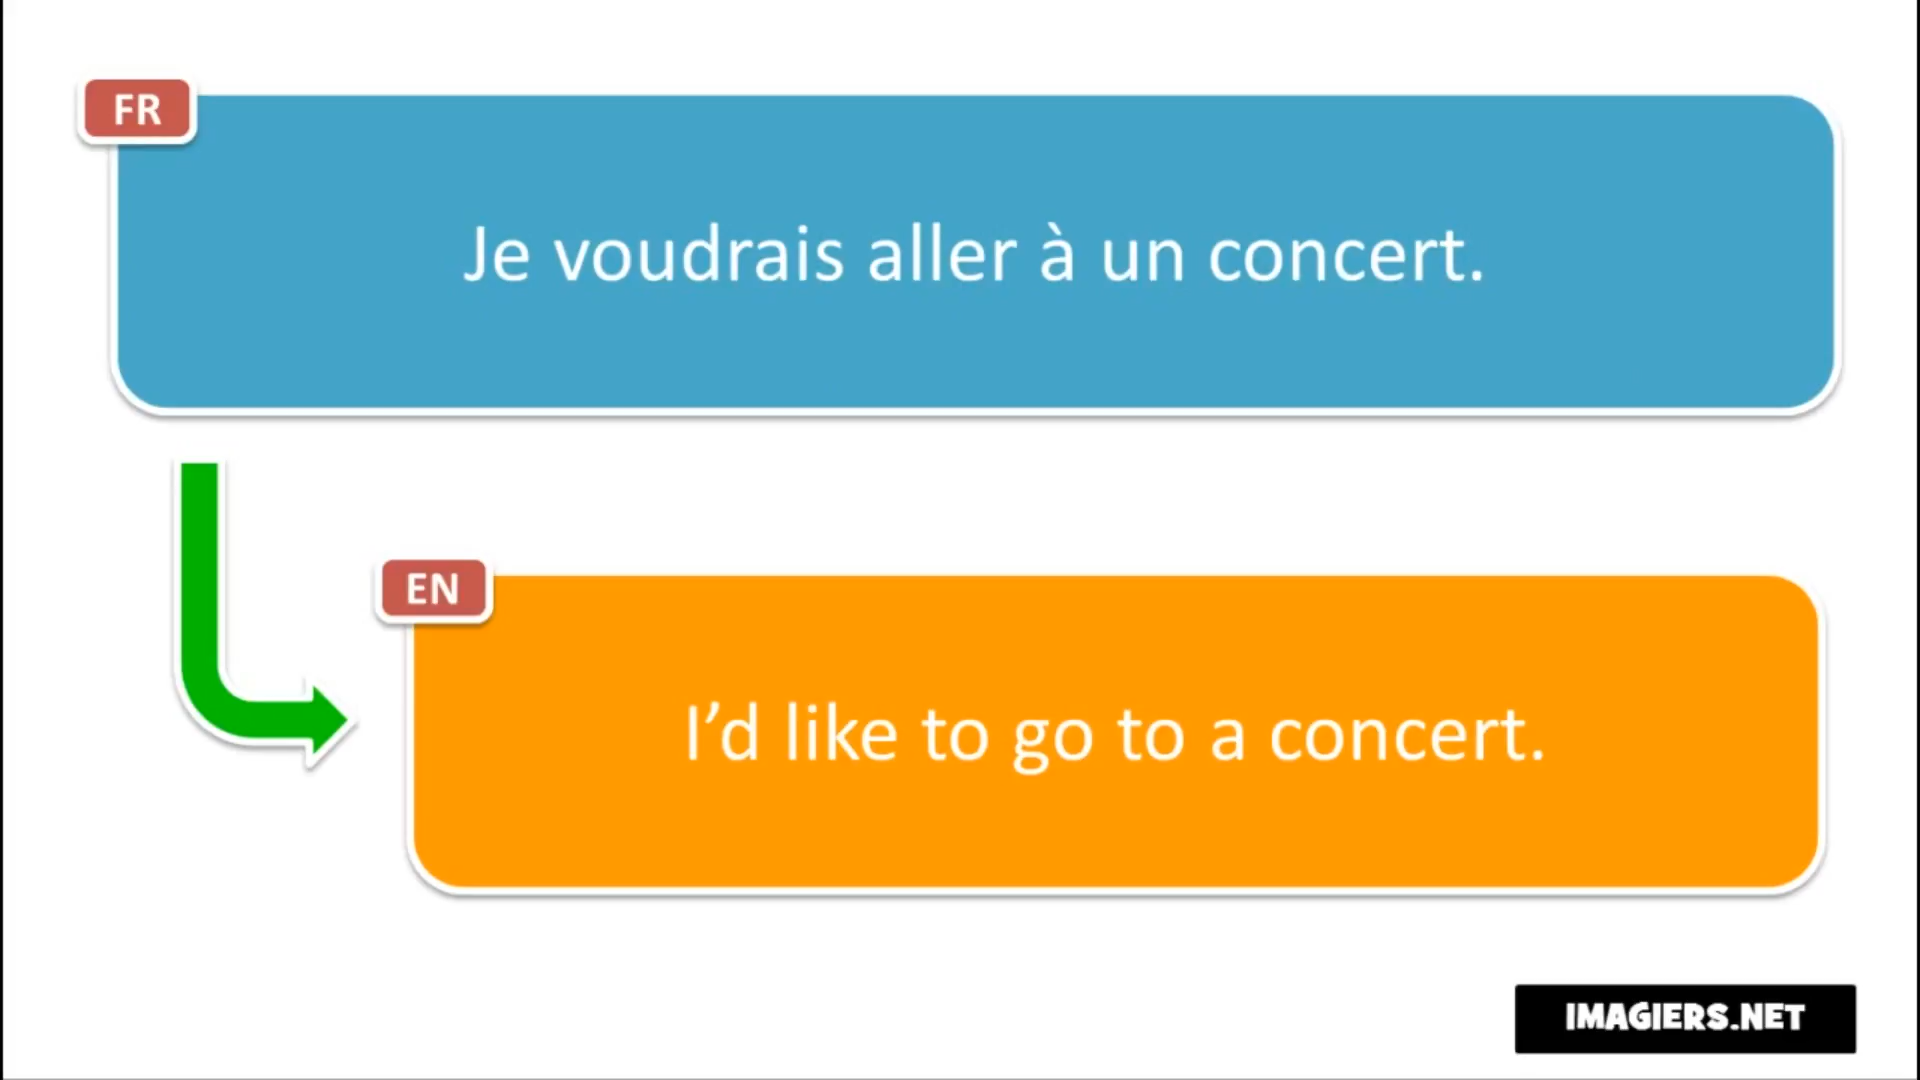 FR
Je voudrais aller à un concert.
EN
I’d like to go to a concert.
IMAGIERS.NET